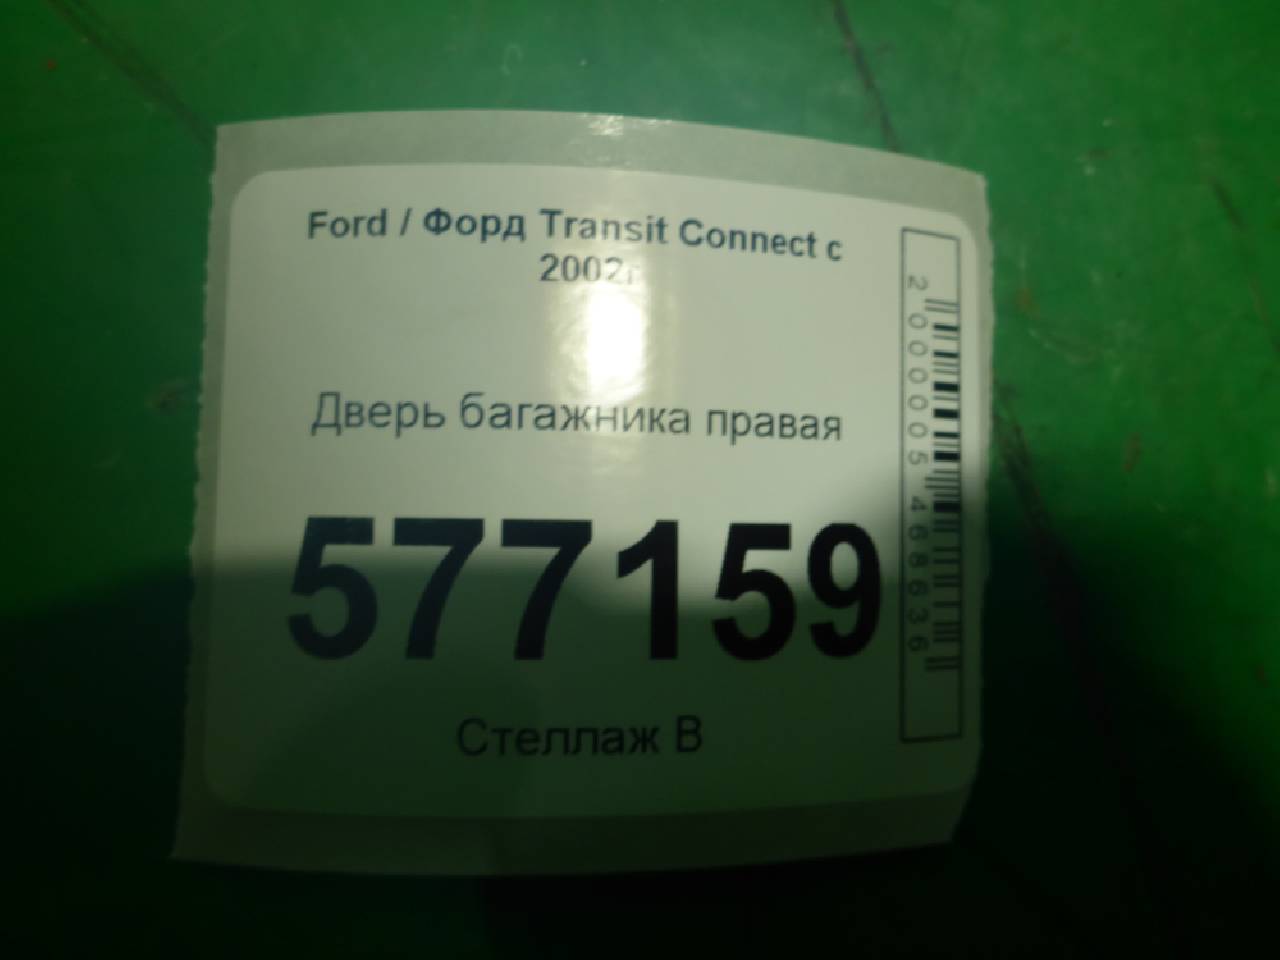 Ford / Форд Transit Connect с
2002г
Дверь багажника правая
577159
Стеллаж В
2000005468636